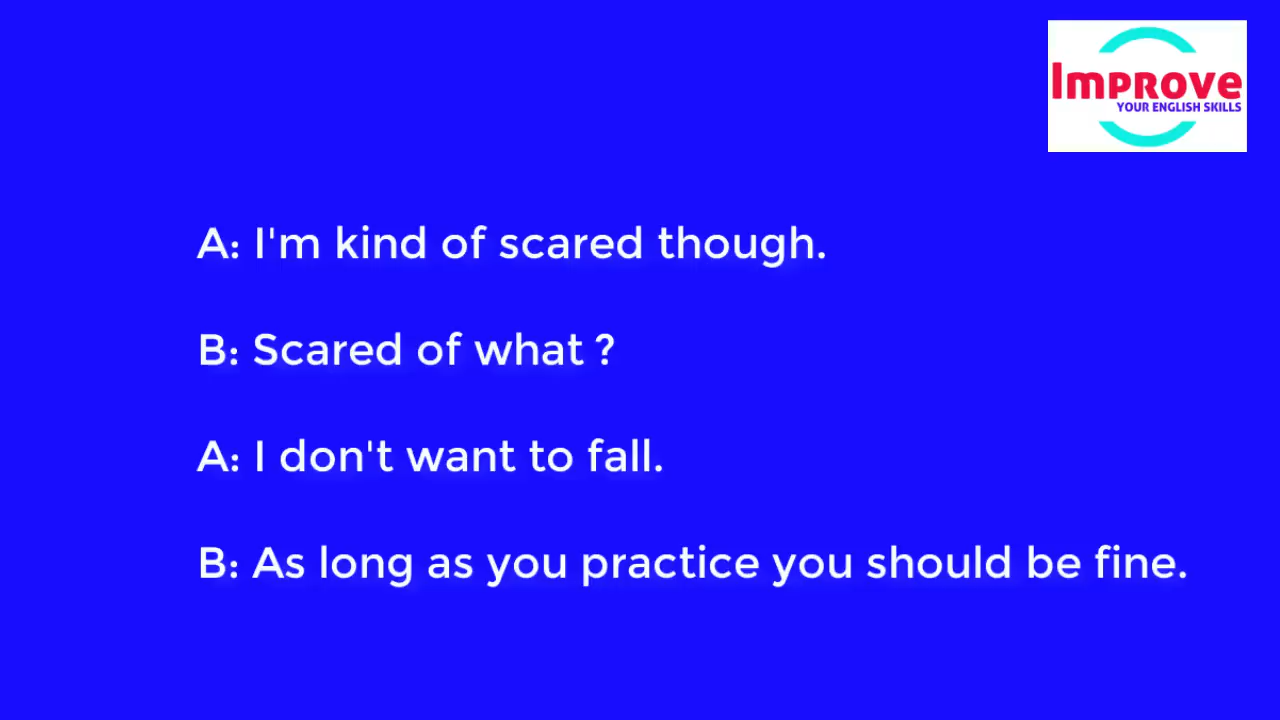 Improve
YOUR ENGLISH SKILLS
A: I'm kind of scared though.
B: Scared of what ?
A: I don't want to fall.
B: As long as you practice you should be fine.